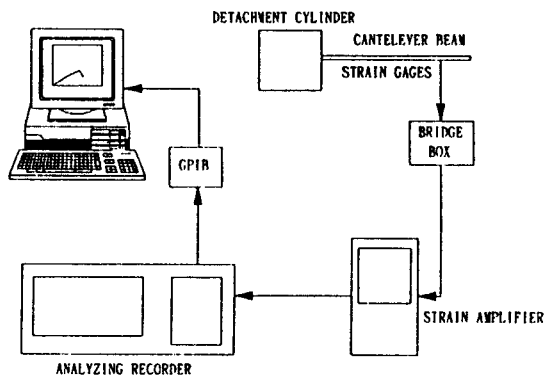 DETACHMENT CYLINDER
CANTELEVER BEAM
STRAIN GAGES
BRIDGE
BOX
GPIB
STRAIN AMPLIFIER
ANALYZING RECORDER